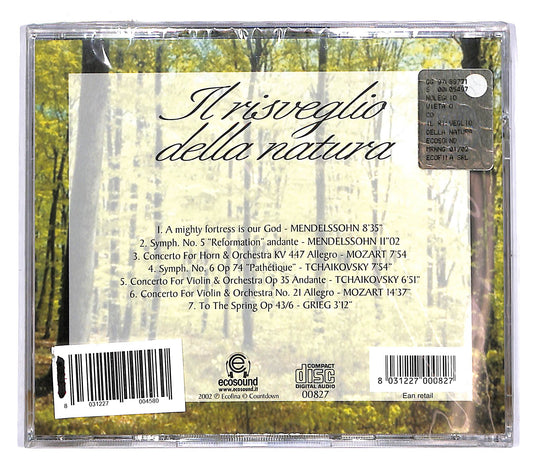 Il risveglio
della natura
NOLEGGIO
VIETATO
CD
IL RISVEGLIO
DELLA NATURA
ECOSOUND
1. A mighty fortress is our God - MENDELSSOHN 8'35"
2. Symph. No. 5 "Reformation" andante - MENDELSSOHN 11"02
3. Concerto For Horn & Orchestra KV 447 Allegro - MOZART 7'54
4. Symph. No. 6 Op 74 "Pathétique" - TCHAIKOVSKY 7'54"
5. Concerto For Violin & Orchestra Op 35 Andante - TCHAIKOVSKY 6'51"
6. Concerto For Violin & Orchestra No. 21 Allegro - MOZART 14'37"
7. To The Spring Op 43/6 - GRIEG 3'12"
ecosound
www.ecosound.it
2002 ℗ Ecofina © Countdown
COMPACT
disc
DIGITAL AUDIO
00827
8 031227 004580
8 031227 000827
Ean retail